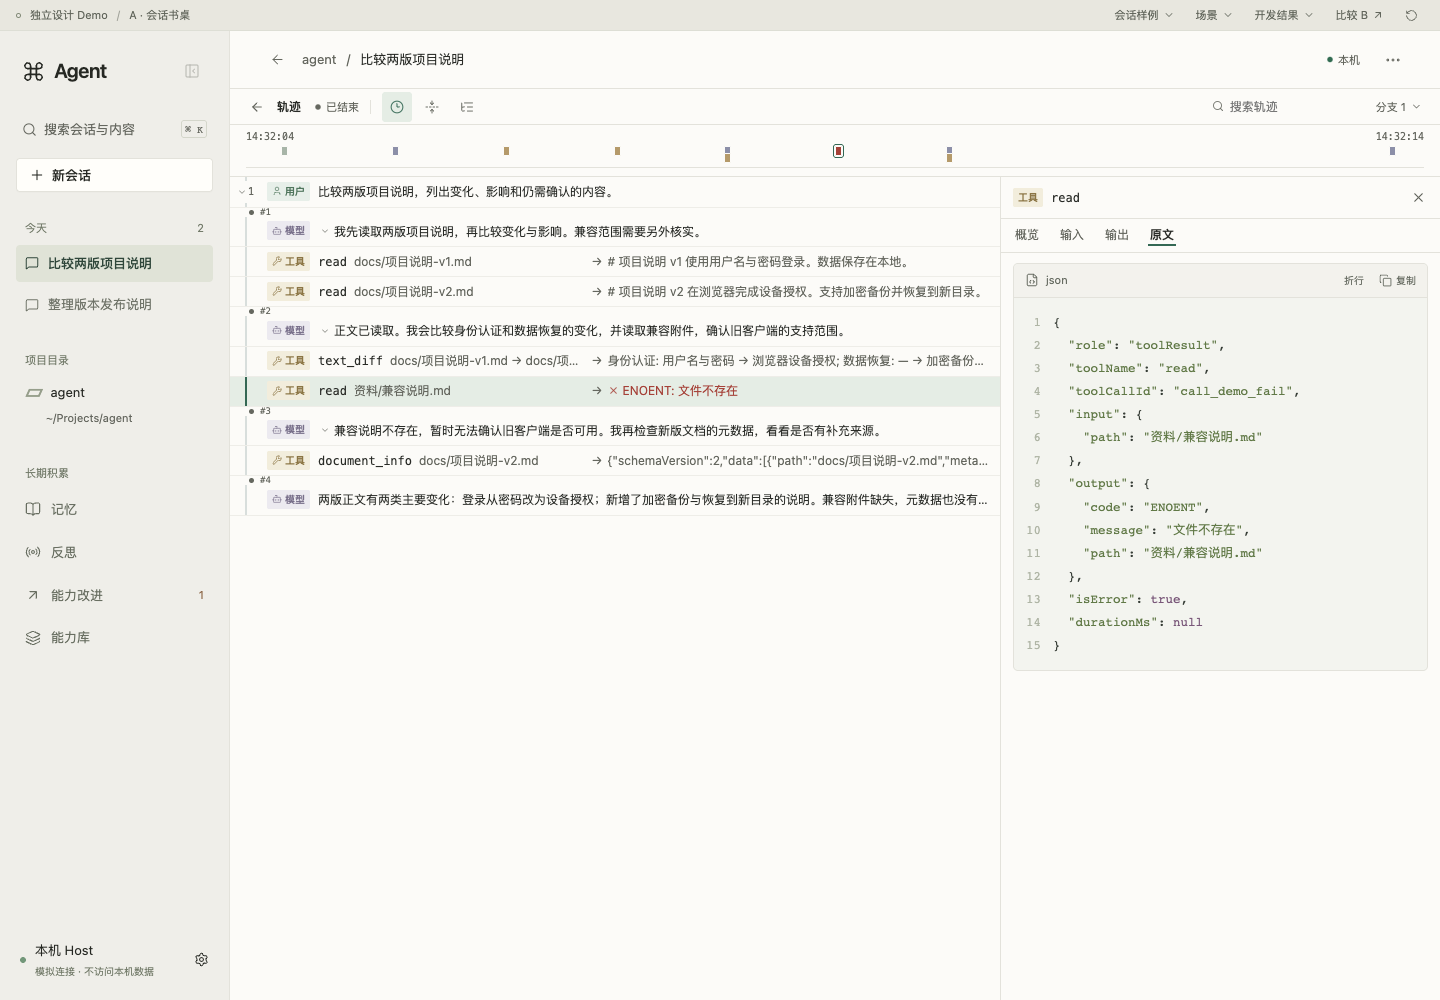 独立设计 Demo / A · 会话书桌
会话样例 场景 开发结果 比较 B
Agent
搜索会话与内容 ⌘ K
新会话
今天 2
比较两版项目说明
整理版本发布说明
项目目录
agent
~/Projects/agent
长期积累
记忆
反思
能力改进 1
能力库
本机 Host
模拟连接 · 不访问本机数据
agent / 比较两版项目说明
本机
轨迹 已结束
搜索轨迹 分支 1
14:32:04 14:32:14
1 用户 比较两版项目说明，列出变化、影响和仍需确认的内容。
#1
模型 我先读取两版项目说明，再比较变化与影响。兼容范围需要另外核实。
工具 read docs/项目说明-v1.md → # 项目说明 v1 使用用户名与密码登录。数据保存在本地。
工具 read docs/项目说明-v2.md → # 项目说明 v2 在浏览器完成设备授权。支持加密备份并恢复到新目录。
#2
模型 正文已读取。我会比较身份认证和数据恢复的变化，并读取兼容附件，确认旧客户端的支持范围。
工具 text_diff docs/项目说明-v1.md → docs/项... → 身份认证: 用户名与密码 → 浏览器设备授权; 数据恢复: — → 加密备份...
工具 read 资料/兼容说明.md → × ENOENT: 文件不存在
#3
模型 兼容说明不存在，暂时无法确认旧客户端是否可用。我再检查新版文档的元数据，看看是否有补充来源。
工具 document_info docs/项目说明-v2.md → {"schemaVersion":2,"data":[{"path":"docs/项目说明-v2.md","meta...
#4
模型 两版正文有两类主要变化：登录从密码改为设备授权；新增了加密备份与恢复到新目录的说明。兼容附件缺失，元数据也没有...
工具 read
概览 输入 输出 原文
json 折行 复制
1 {
2 "role": "toolResult",
3 "toolName": "read",
4 "toolCallId": "call_demo_fail",
5 "input": {
6 "path": "资料/兼容说明.md"
7 },
8 "output": {
9 "code": "ENOENT",
10 "message": "文件不存在",
11 "path": "资料/兼容说明.md"
12 },
13 "isError": true,
14 "durationMs": null
15 }